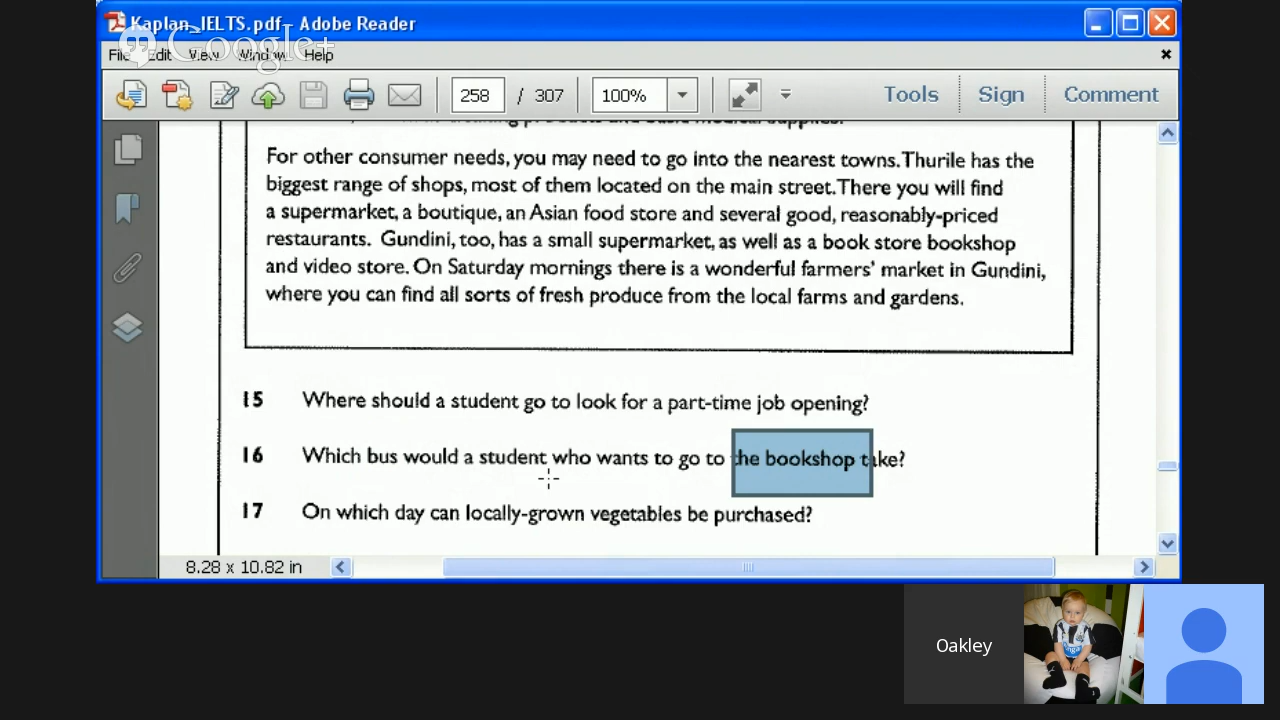 Kaplan_IELTS.pdf - Adobe Reader
Google+
File Edit View Window Help
258 / 307 100% Tools Sign Comment
products and basic medical supplies.
For other consumer needs, you may need to go into the nearest towns. Thurile has the
biggest range of shops, most of them located on the main street. There you will find
a supermarket, a boutique, an Asian food store and several good, reasonably-priced
restaurants. Gundini, too, has a small supermarket, as well as a book store bookshop
and video store. On Saturday mornings there is a wonderful farmers' market in Gundini,
where you can find all sorts of fresh produce from the local farms and gardens.
15 Where should a student go to look for a part-time job opening?
16 Which bus would a student who wants to go to the bookshop take?
17 On which day can locally-grown vegetables be purchased?
8.28 x 10.82 in
Oakley